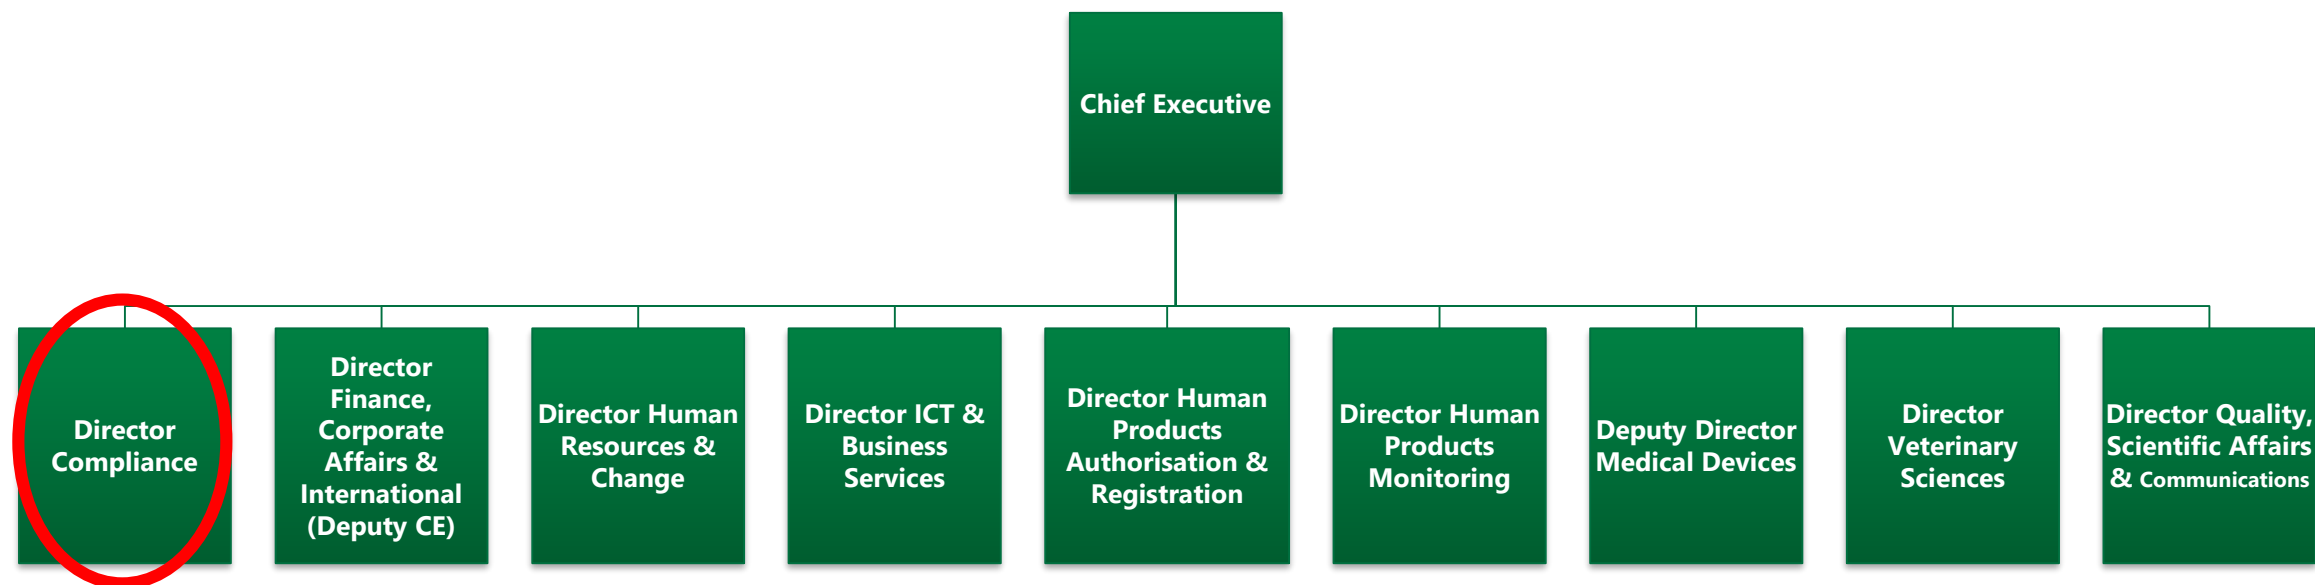 Chief Executive
Director
Compliance
Director
Finance,
Corporate
Affairs &
International
(Deputy CE)
Director Human
Resources &
Change
Director ICT &
Business
Services
Director Human
Products
Authorisation &
Registration
Director Human
Products
Monitoring
Deputy Director
Medical Devices
Director
Veterinary
Sciences
Director Quality,
Scientific Affairs
& Communications